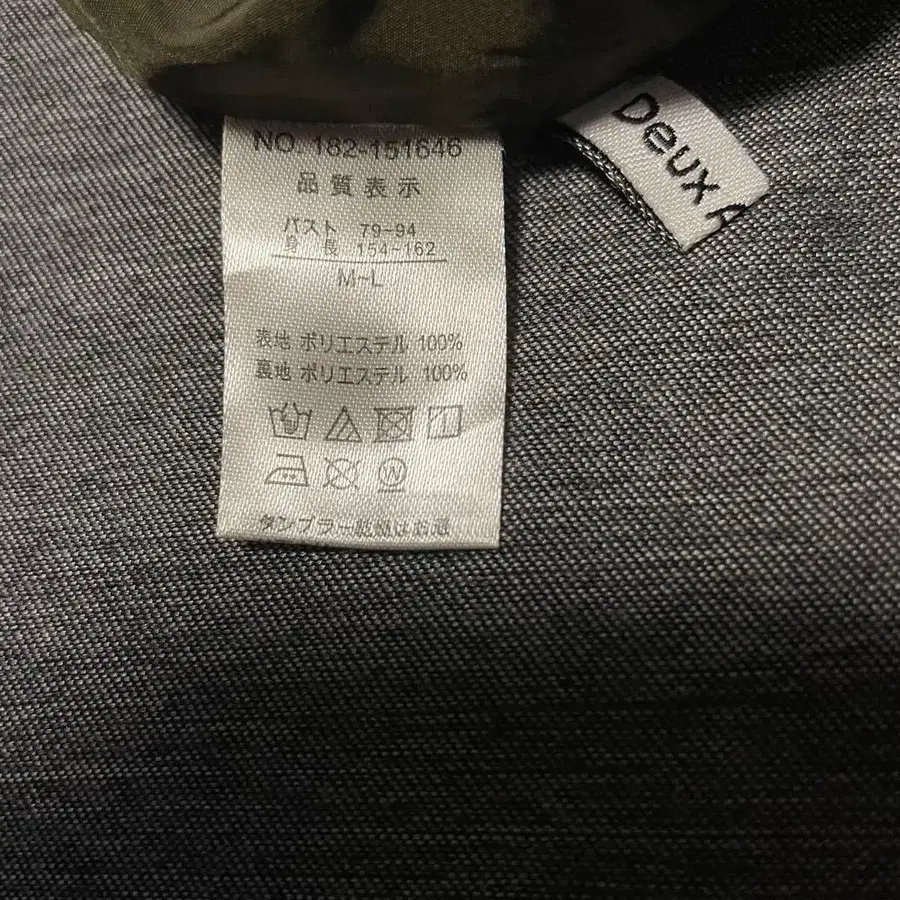 NO. 182-151646
品質表示
バスト 79-94
身長 154-162
M-L
表地 ポリエステル 100%
裏地 ポリエステル 100%
W
タンブラー乾燥はお避
Deux A